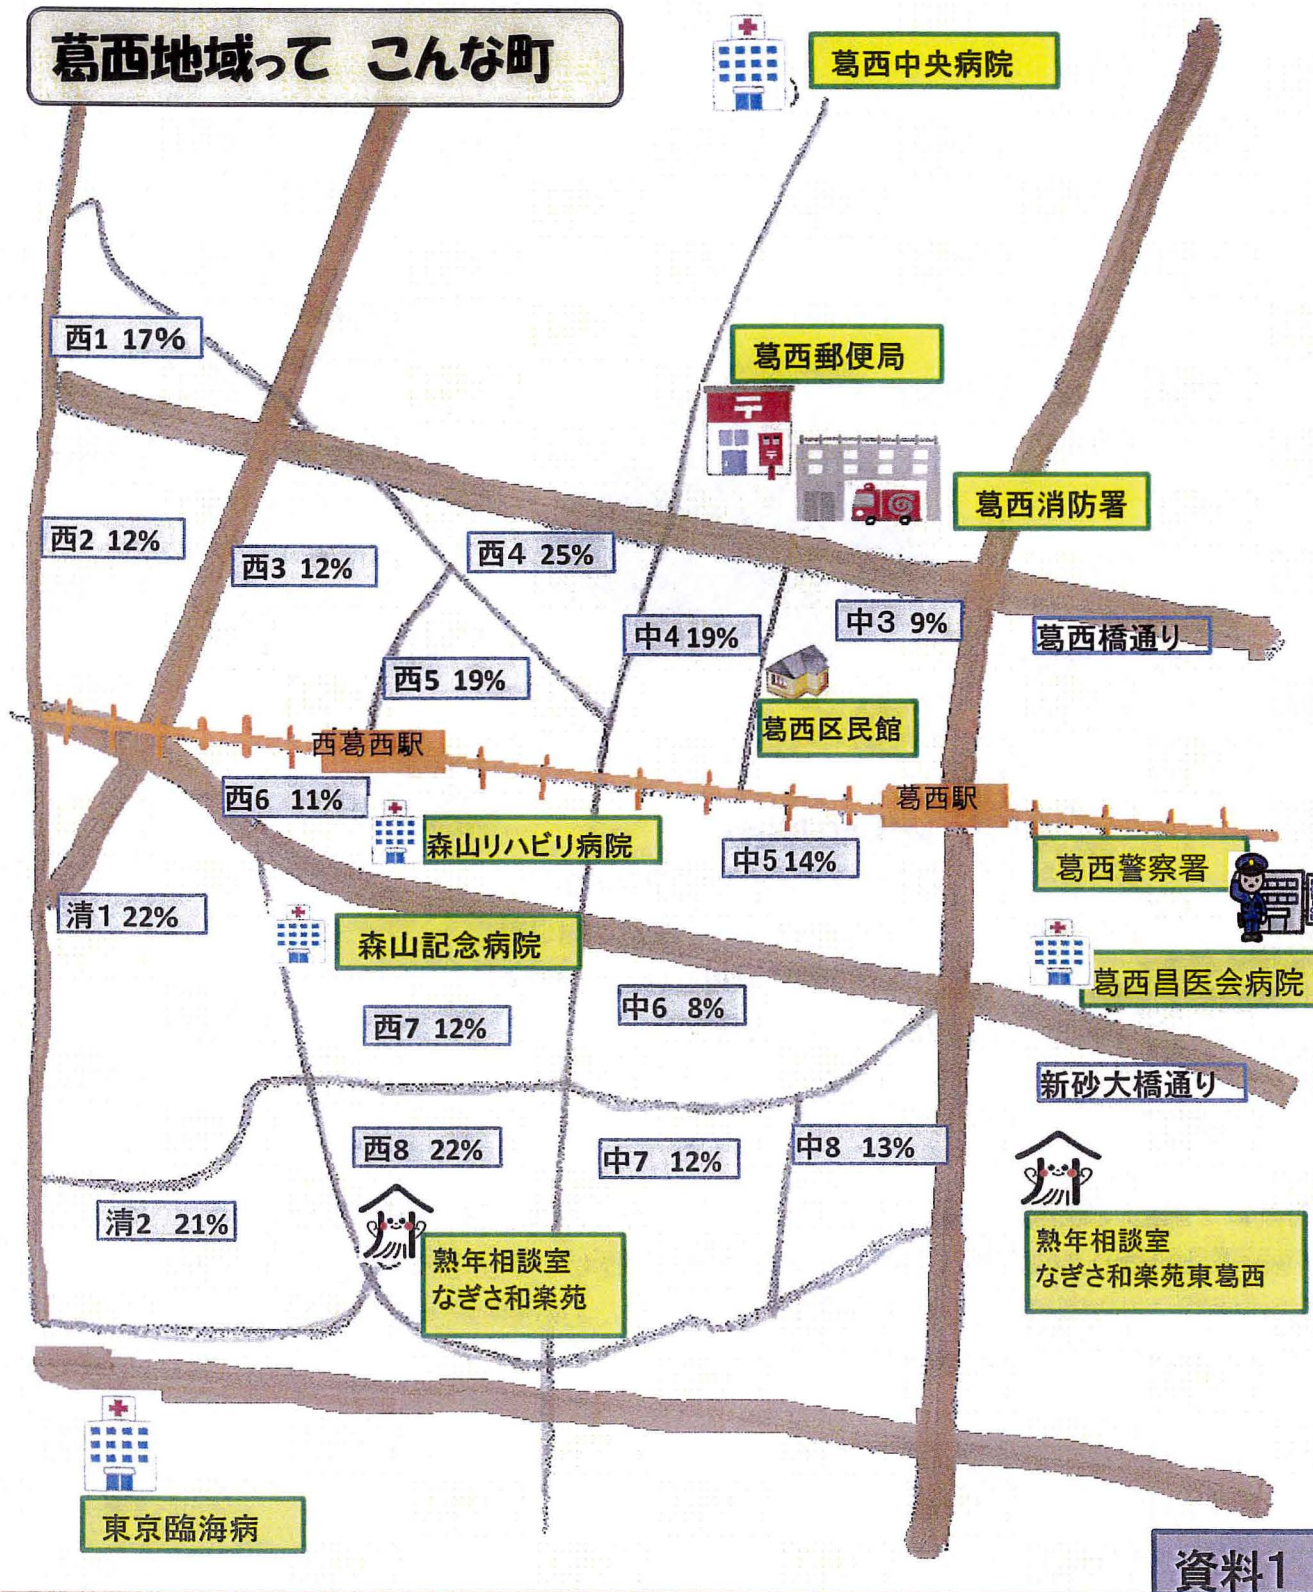 葛西地域って こんな町
葛西中央病院
西1 17%
葛西郵便局
葛西消防署
西2 12%
西3 12%
西4 25%
中4 19%
中3 9%
葛西橋通り
西5 19%
葛西区民館
西葛西駅
西6 11%
葛西駅
森山リハビリ病院
中5 14%
葛西警察署
清1 22%
森山記念病院
葛西昌医会病院
西7 12%
中6 8%
新砂大橋通り
西8 22%
中7 12%
中8 13%
清2 21%
熟年相談室
なぎさ和楽苑
熟年相談室
なぎさ和楽苑東葛西
東京臨海病
資料1